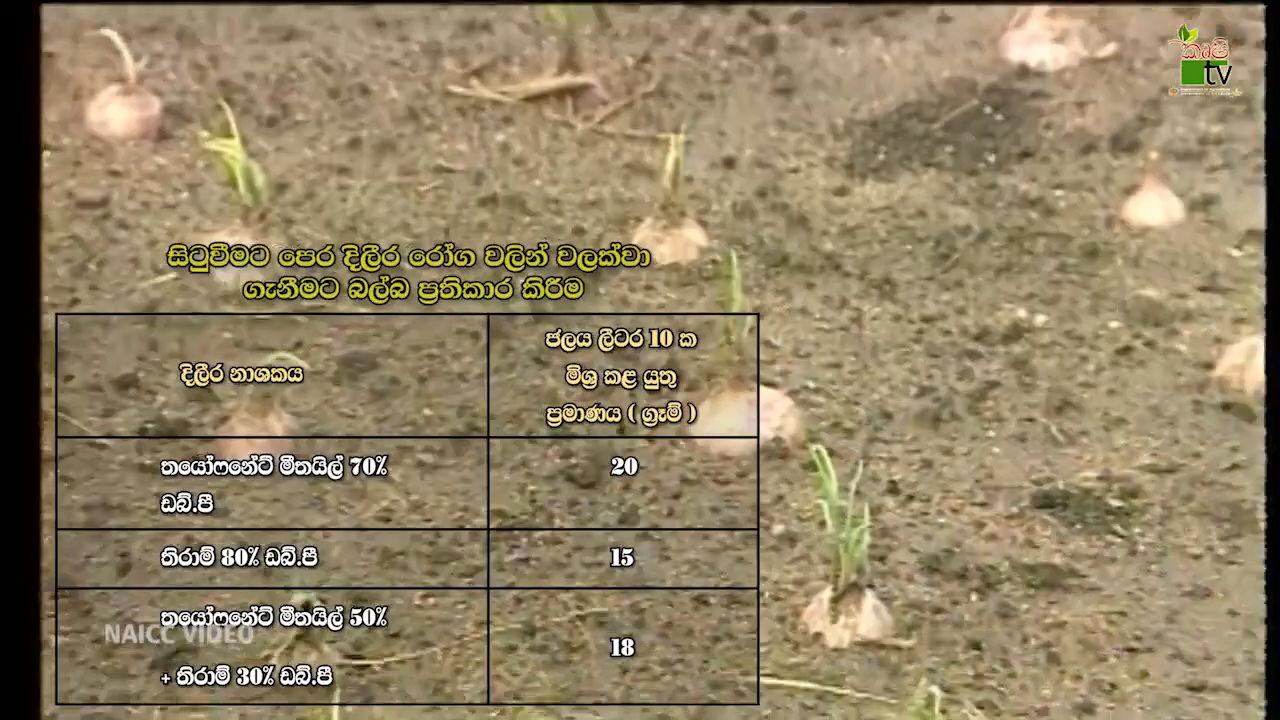 කෘෂි
tv
සිටුවීමට පෙර දිලීර රෝග වලින් වලක්වා
ගැනීමට බල්බ ප්‍රතිකාර කිරීම
දිලීර නාශකය
ජලය ලීටර 10 ක
මිශ්‍ර කළ යුතු
ප්‍රමාණය ( ග්‍රෑම් )
තයෝෆනේට් මීතයිල් 70%
ඩබ්.පී
20
තිරාම් 80% ඩබ්.පී
15
තයෝෆනේට් මීතයිල් 50%
+ තිරාම් 30% ඩබ්.පී
18
NAICC VIDEO